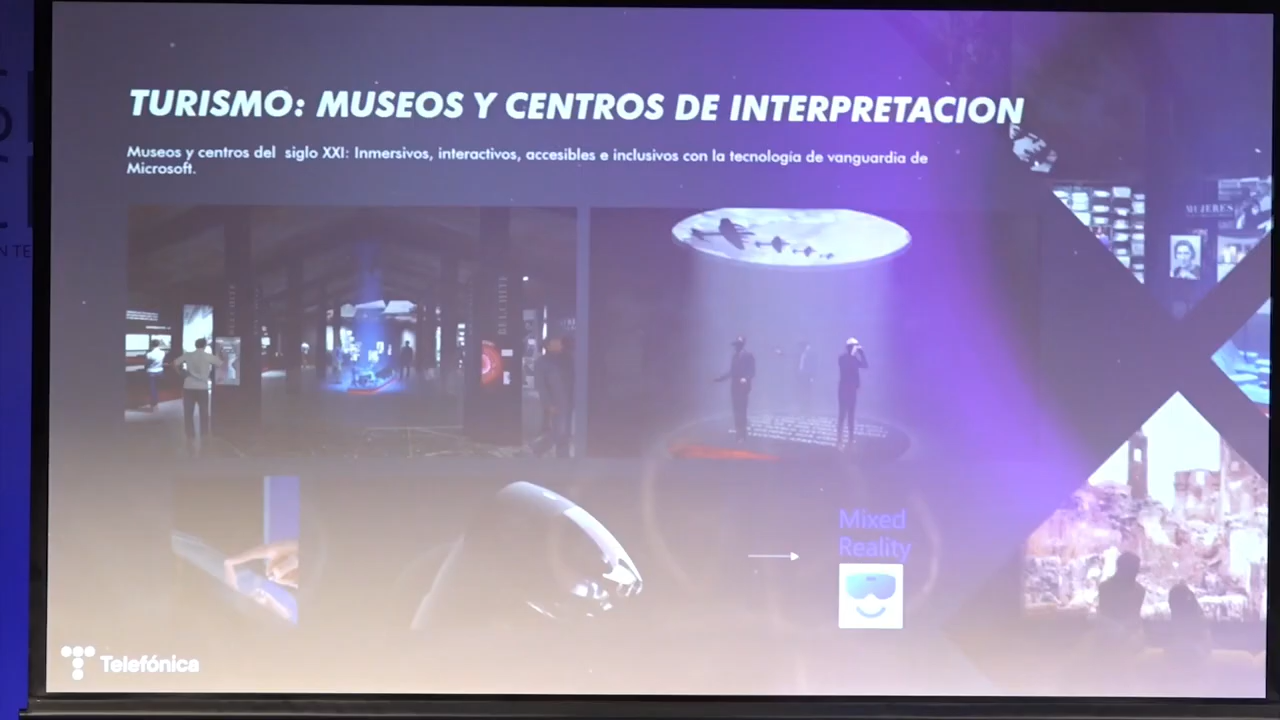 TURISMO: MUSEOS Y CENTROS DE INTERPRETACION
Museos y centros del siglo XXI: Inmersivos, interactivos, accesibles e inclusivos con la tecnología de vanguardia de
Microsoft.
MUJERES
BELCHITE
Mixed
Reality
Telefónica